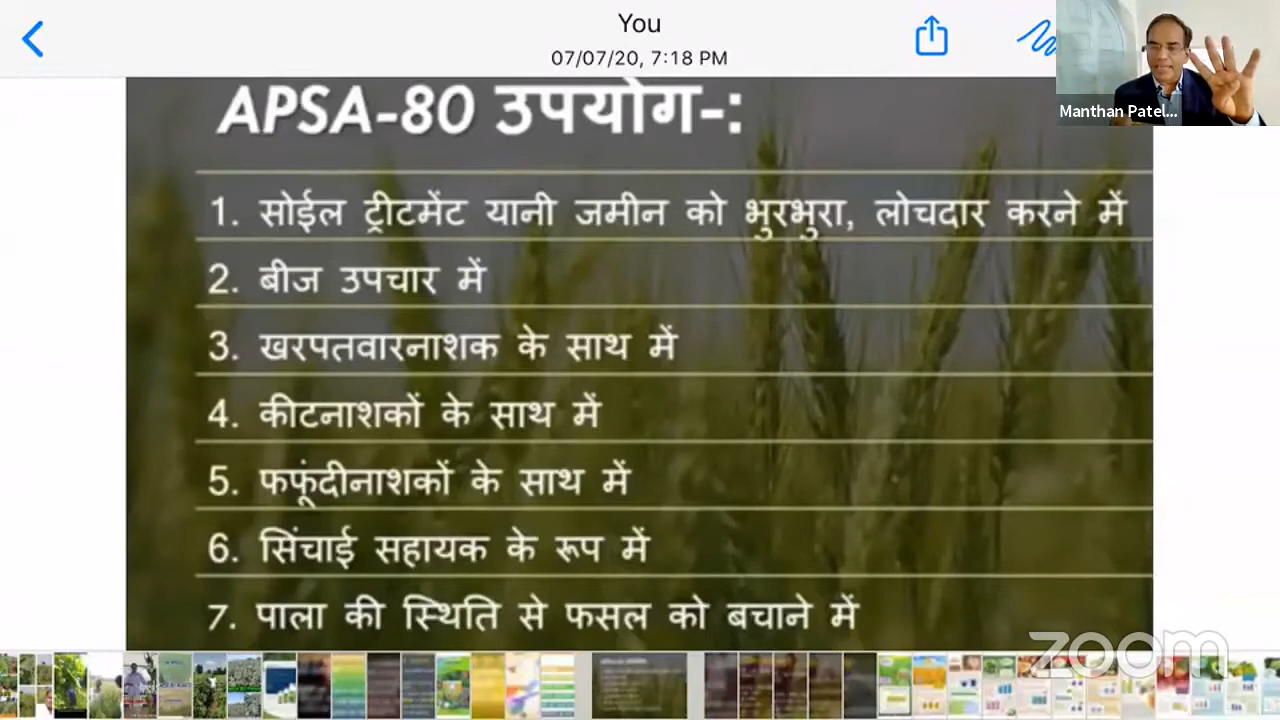 You
07/07/20, 7:18 PM
Manthan Patel...
APSA-80 उपयोग-:
1. सोईल ट्रीटमेंट यानी जमीन को भुरभुरा, लोचदार करने में
2. बीज उपचार में
3. खरपतवारनाशक के साथ में
4. कीटनाशकों के साथ में
5. फफूंदीनाशकों के साथ में
6. सिंचाई सहायक के रूप में
7. पाला की स्थिति से फसल को बचाने में
zoom